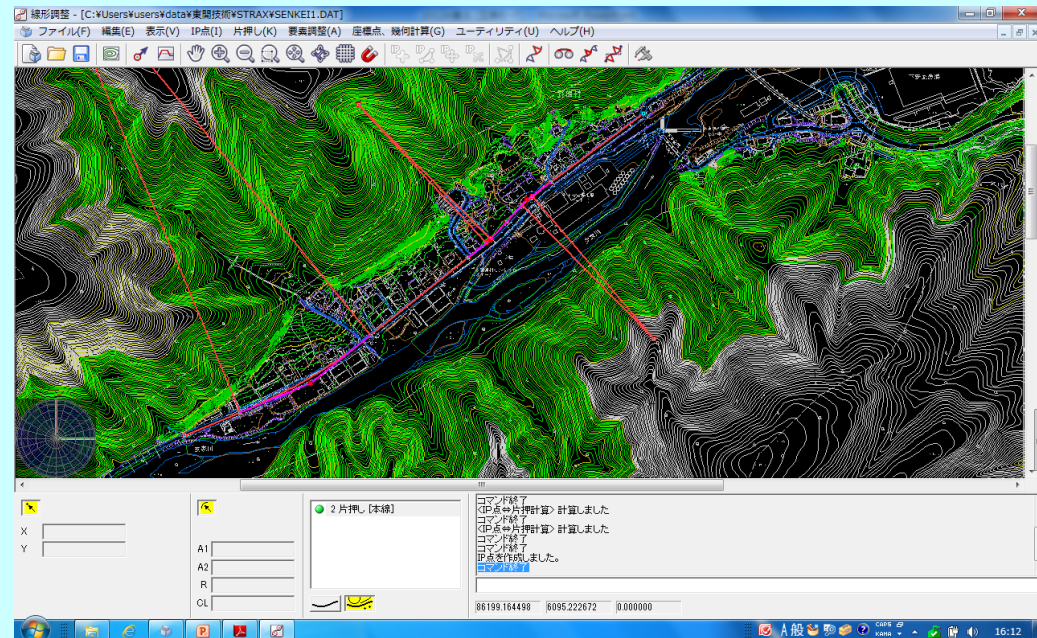 線形調整 - [C:¥Users¥users¥data¥東開技術¥STRAX¥SENKEI1.DAT]
ファイル(F) 編集(E) 表示(V) IP点(I) 片押し(K) 要素調整(A) 座標点、幾何計算(G) ユーティリティ(U) ヘルプ(H)
X
Y
A1
A2
R
CL
2 片押し [本線]
コマンド終了
<IP点⇔片押計算> 計算しました
コマンド終了
<IP点⇔片押計算> 計算しました
コマンド終了
コマンド終了
IP点を作成しました。
コマンド終了
86199.164498 6095.222672 0.000000
A 般
CAPS
KANA
16:12